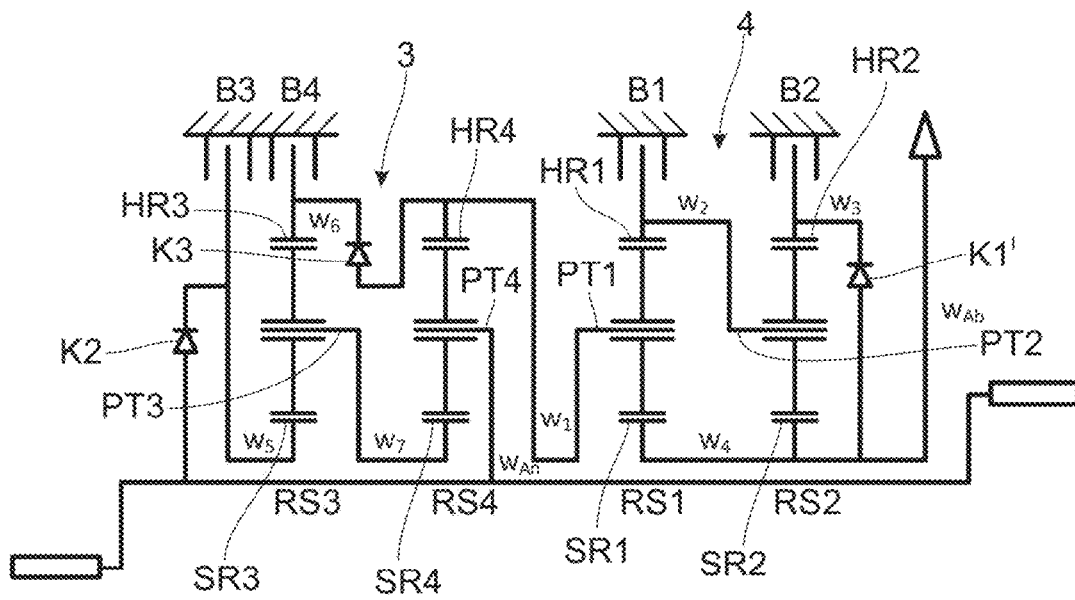 3
4
HR2
B3 B4
B1
B2
HR4
HR1
HR3
w6
w2
w3
K3
PT4
PT1
K1'
wAb
K2
PT2
PT3
w5
w7
w1
w4
wAn
RS3
RS4
RS1
RS2
SR3
SR4
SR1
SR2